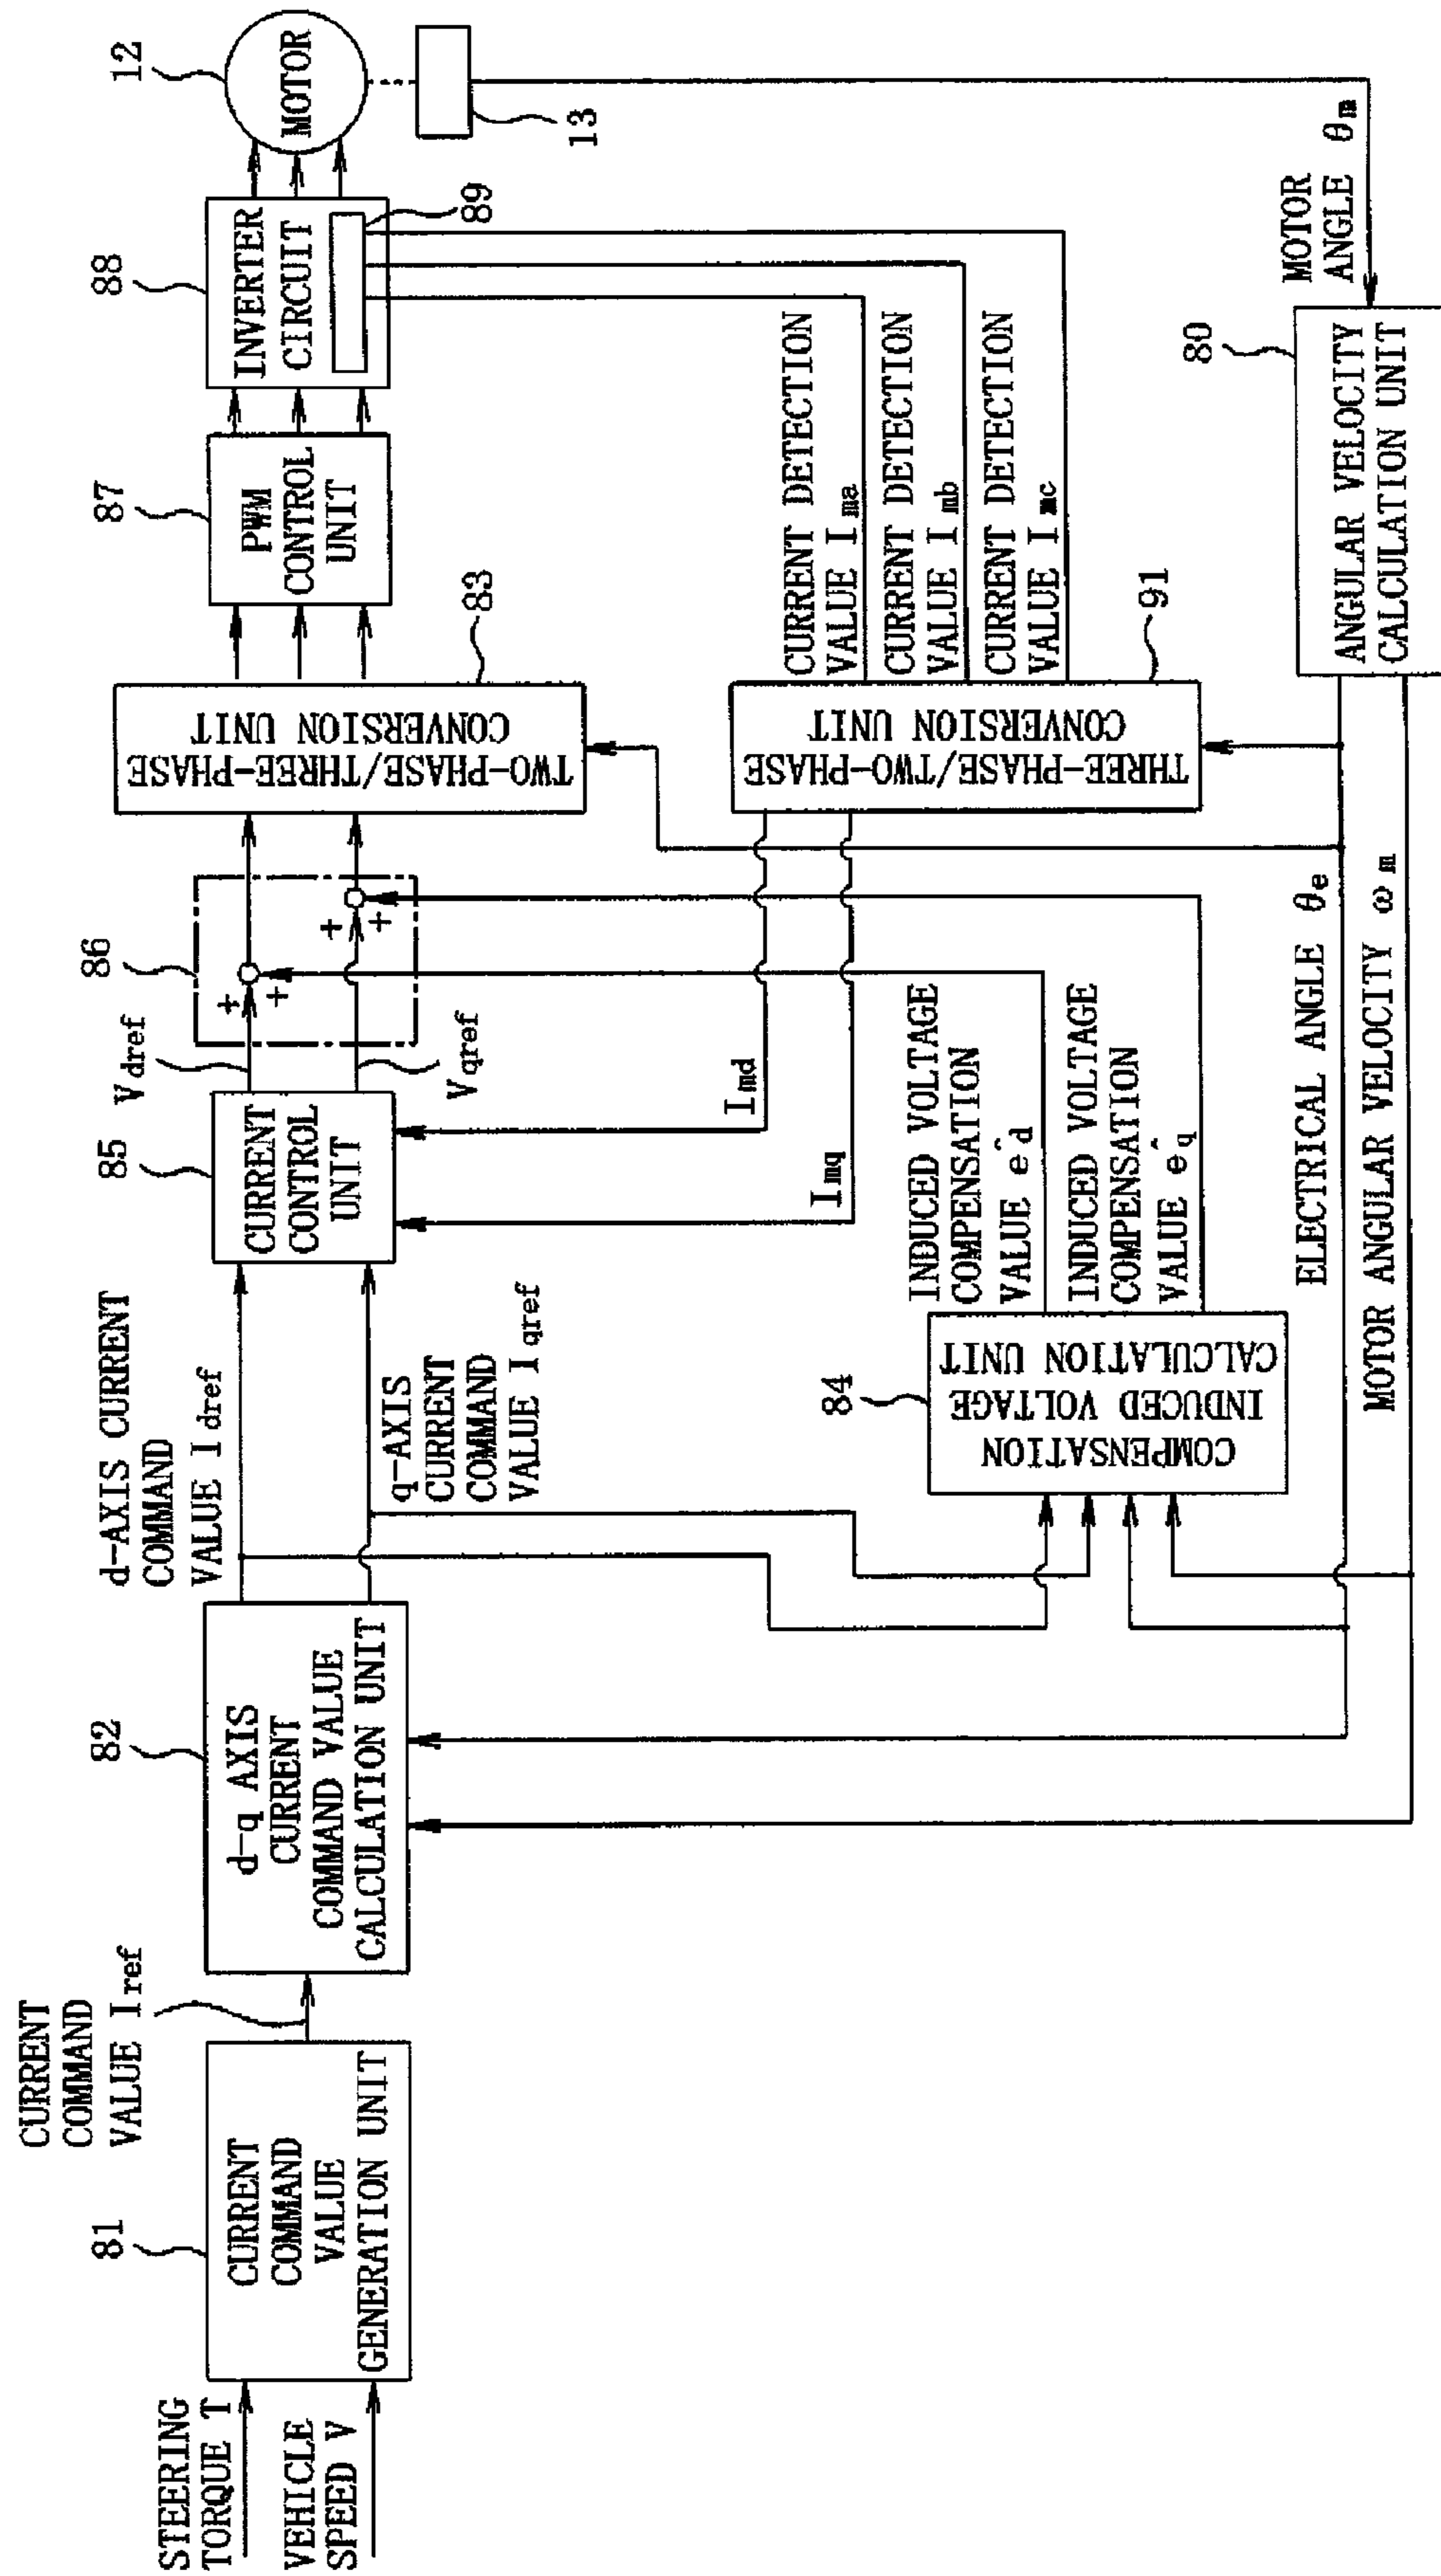 STEERING
TORQUE T
VEHICLE
SPEED V
81
CURRENT
COMMAND
VALUE
GENERATION UNIT
CURRENT
COMMAND
VALUE Iref
82
d-q AXIS
CURRENT
COMMAND VALUE
CALCULATION UNIT
d-AXIS CURRENT
COMMAND
VALUE Idref
q-AXIS
CURRENT
COMMAND
VALUE Iqref
85
CURRENT
CONTROL
UNIT
Vdref
Vqref
86
+
+
+
+
Imd
Imq
83
TWO-PHASE/THREE-PHASE
CONVERSION UNIT
87
PWM
CONTROL
UNIT
88
INVERTER
CIRCUIT
89
12
MOTOR
13
84
COMPENSATION
INDUCED VOLTAGE
CALCULATION UNIT
INDUCED VOLTAGE
COMPENSATION
VALUE êd
INDUCED VOLTAGE
COMPENSATION
VALUE êq
91
THREE-PHASE/TWO-PHASE
CONVERSION UNIT
CURRENT DETECTION
VALUE Ima
CURRENT DETECTION
VALUE Imb
CURRENT DETECTION
VALUE Imc
80
ANGULAR VELOCITY
CALCULATION UNIT
MOTOR
ANGLE θm
ELECTRICAL ANGLE θe
MOTOR ANGULAR VELOCITY ωm